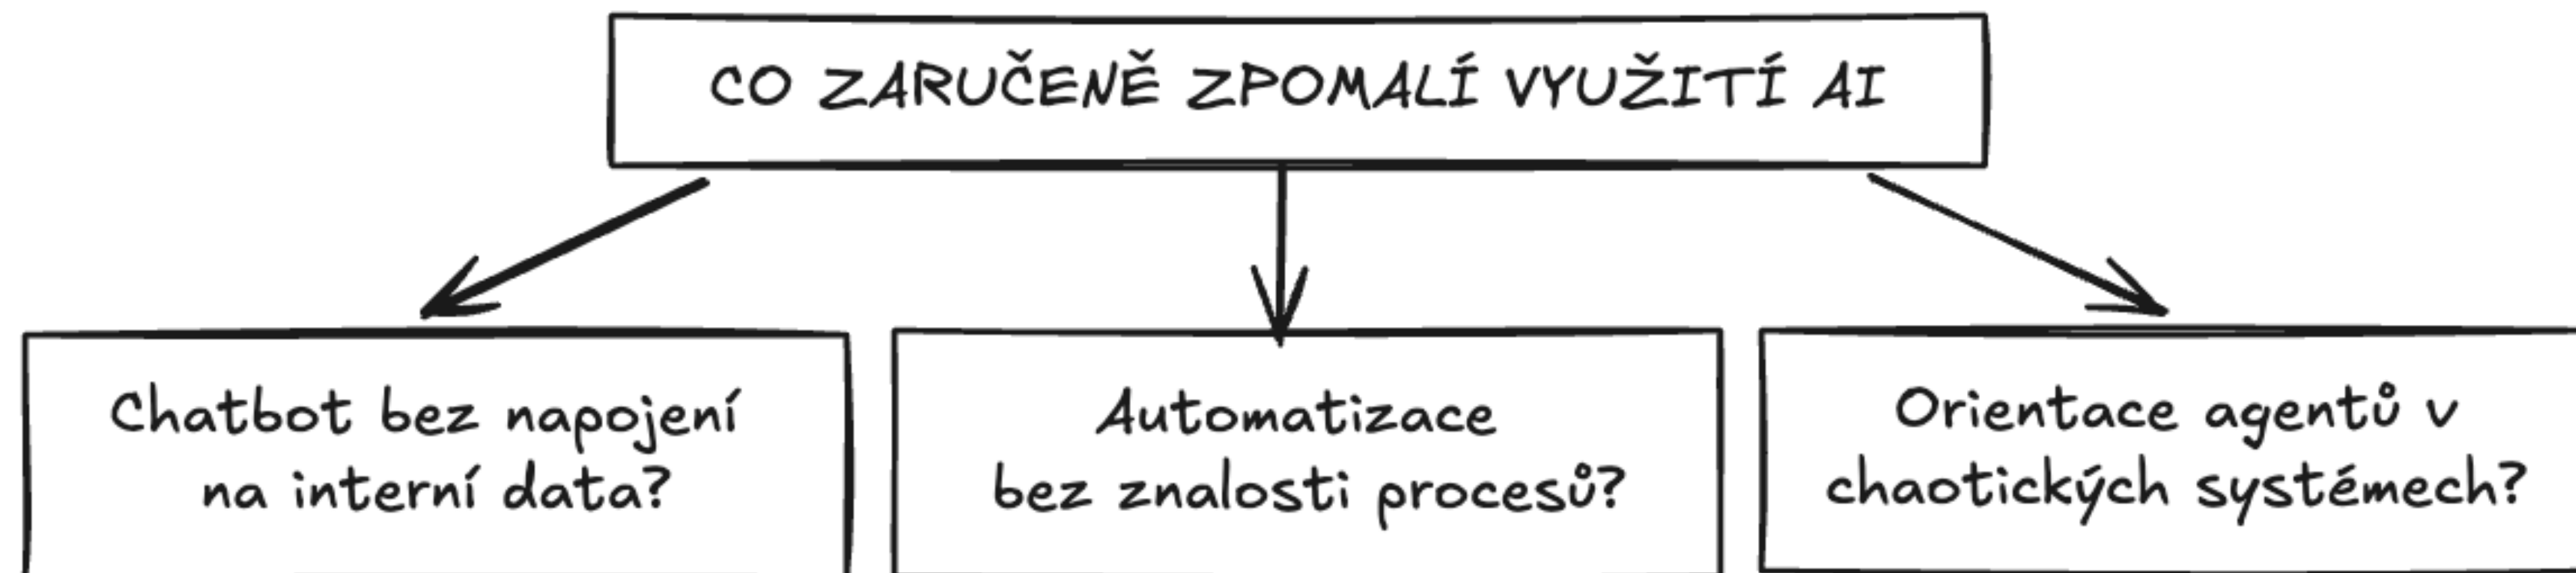 CO ZARUČENĚ ZPOMALÍ VYUŽITÍ AI
Chatbot bez napojení
na interní data?
Automatizace
bez znalosti procesů?
Orientace agentů v
chaotických systémech?